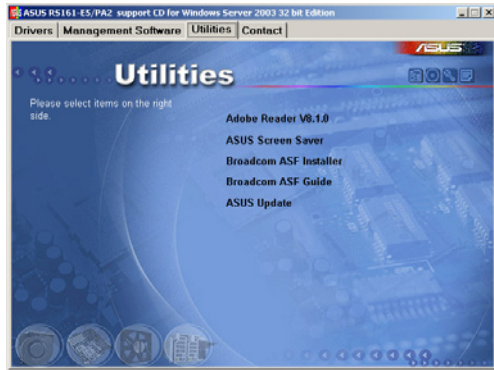 ASUS RS161-E5/PA2 support CD for Windows Server 2003 32 bit Edition
Drivers Management Software Utilities Contact
ASUS
Utilities
Please select items on the right
side.
Adobe Reader V8.1.0
ASUS Screen Saver
Broadcom ASF Installer
Broadcom ASF Guide
ASUS Update